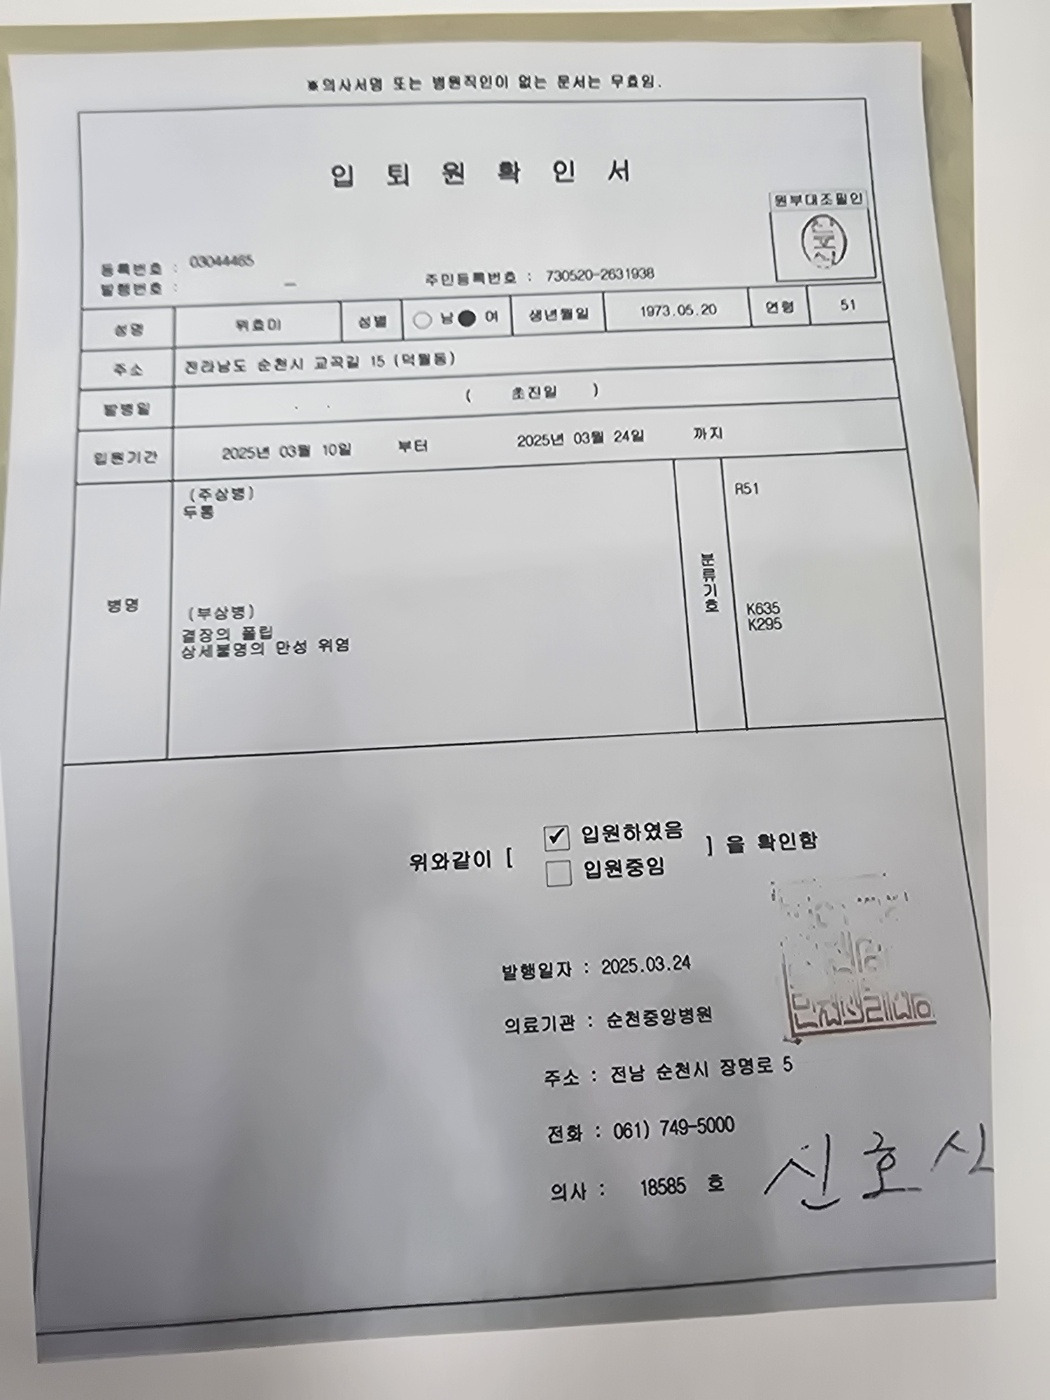 ※의사서명 또는 병원직인이 없는 문서는 무효임.
입 퇴 원 확 인 서
원부대조필인
등록번호 : 03044465
발행번호 : –
주민등록번호 : 730520-2631938
성명 위효미 성별 남 여 생년월일 1973.05.20 연령 51
주소 전라남도 순천시 교곡길 15 (덕월동)
발병일 . . ( 초진일 )
입원기간 2025년 03월 10일 부터 2025년 03월 24일 까지
병명
(주상병)
두통
(부상병)
결장의 폴립
상세불명의 만성 위염
분류기호
R51
K635
K295
위와같이 [ ✔ 입원하였음
입원중임 ] 을 확인함
발행일자 : 2025.03.24
의료기관 : 순천중앙병원
주소 : 전남 순천시 장명로 5
전화 : 061) 749-5000
의사 : 18585 호 신호식